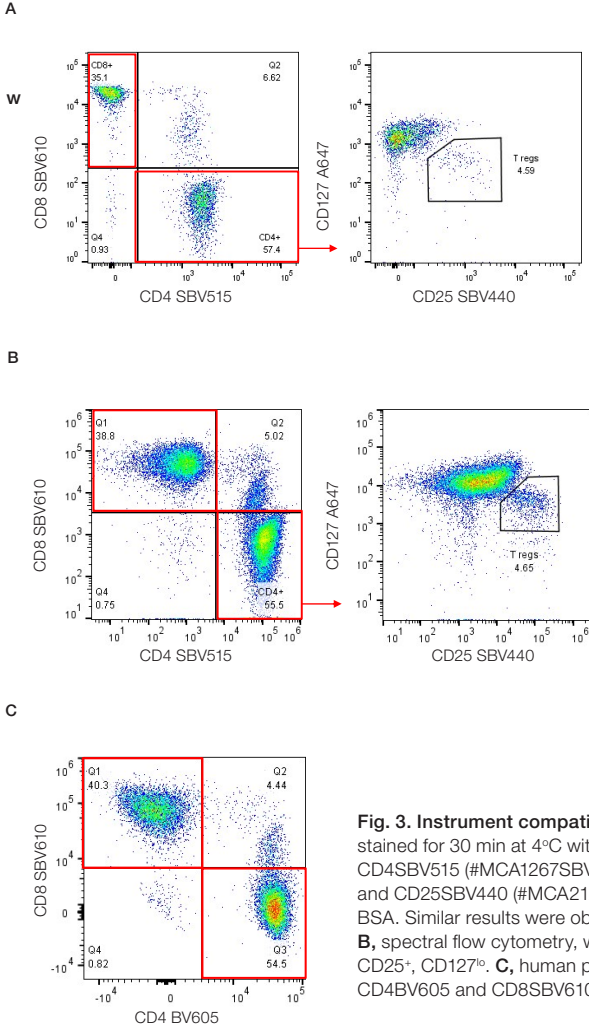 A
W
CD8+
35.1
Q2
6.62
Q4
0.93
CD4+
57.4
10⁵
10⁴
10³
10²
10¹
10⁰
0
10³
10⁴
10⁵
CD8 SBV610
CD4 SBV515
T regs
4.59
10⁵
10⁴
10³
10²
10¹
10⁰
0
10³
10⁴
10⁵
CD127 A647
CD25 SBV440
B
Q1
38.8
Q2
5.02
Q4
0.75
CD4+
55.5
10⁶
10⁵
10⁴
10³
10²
10¹
10¹
10²
10³
10⁴
10⁵
10⁶
CD8 SBV610
CD4 SBV515
T regs
4.65
10⁶
10⁵
10⁴
10³
10²
10¹
10¹
10²
10³
10⁴
10⁵
10⁶
CD127 A647
CD25 SBV440
C
Q1
40.3
Q2
4.44
Q4
0.82
Q3
54.5
10⁶
10⁵
10⁴
0
-10⁴
-10⁴
0
10⁴
10⁵
10⁶
CD8 SBV610
CD4 BV605
Fig. 3. Instrument compati
stained for 30 min at 4ºC wit
CD4SBV515 (#MCA1267SBV
and CD25SBV440 (#MCA21
BSA. Similar results were ob
B, spectral flow cytometry, w
CD25⁺, CD127ˡᵒ. C, human p
CD4BV605 and CD8SBV610